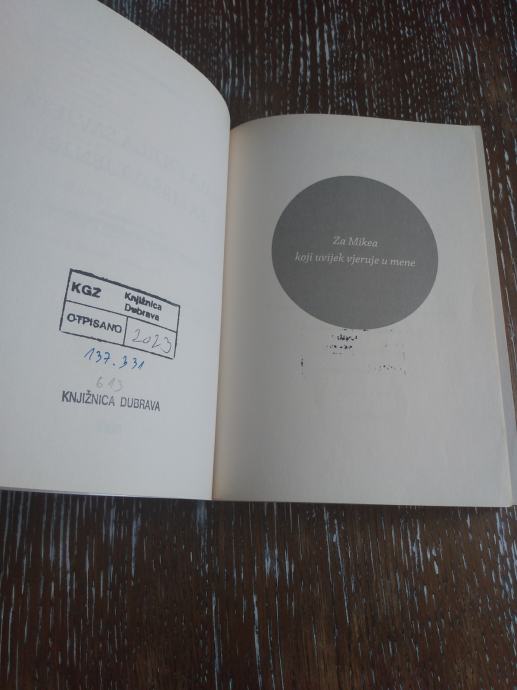 KGZ Knjižnica
Dubrava
OTPISANO 2023
137.331
613
KNJIŽNICA DUBRAVA
Za Mikea
koji uvijek vjeruje u mene